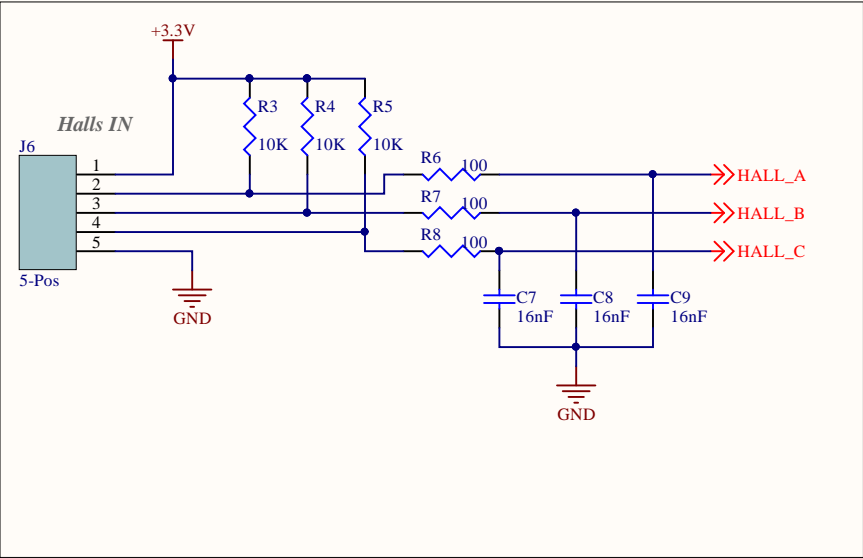 +3.3V
Halls IN
R3
R4
R5
10K
10K
10K
J6
1
2
3
4
5
5-Pos
GND
R6
100
HALL_A
R7
100
HALL_B
R8
100
HALL_C
C7
C8
C9
16nF
16nF
16nF
GND